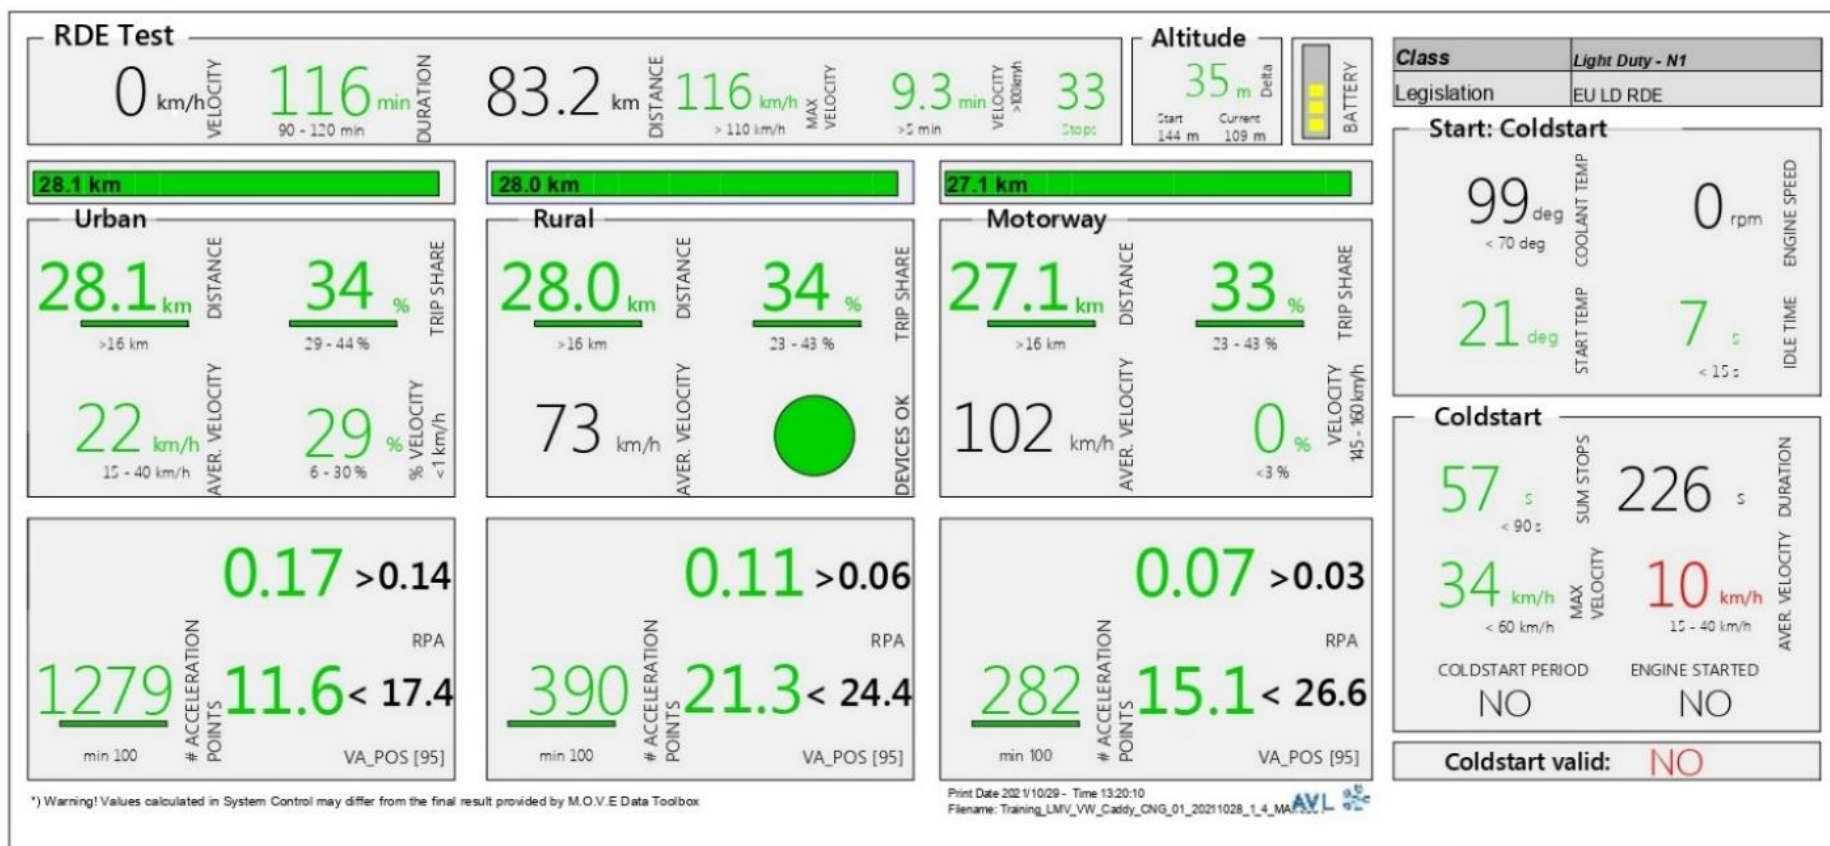 RDE Test
0 km/h VELOCITY
116 min DURATION
90 - 120 min
83.2 km DISTANCE
116 km/h MAX VELOCITY
> 110 km/h
9.3 min VELOCITY >100km/h
>5 min
33
Stops
Altitude
35 m Delta
Start Current
144 m 109 m
BATTERY
Class Light Duty - N1
Legislation EU LD RDE
28.1 km
28.0 km
27.1 km
Urban
28.1 km DISTANCE
>16 km
34 % TRIP SHARE
29 - 44 %
22 km/h AVER. VELOCITY
15 - 40 km/h
29 % % VELOCITY <1 km/h
6 - 30 %
Rural
28.0 km DISTANCE
>16 km
34 % TRIP SHARE
23 - 43 %
73 km/h AVER. VELOCITY
DEVICES OK
Motorway
27.1 km DISTANCE
>16 km
33 % TRIP SHARE
23 - 43 %
102 km/h AVER. VELOCITY
0 % VELOCITY 145 - 160 km/h
<3 %
Start: Coldstart
99 deg COOLANT TEMP
< 70 deg
0 rpm ENGINE SPEED
21 deg START TEMP
7 s IDLE TIME
< 15 s
Coldstart
57 s SUM STOPS
< 90 s
226 s DURATION
34 km/h MAX VELOCITY
< 60 km/h
10 km/h AVER. VELOCITY
15 - 40 km/h
COLDSTART PERIOD
NO
ENGINE STARTED
NO
Coldstart valid: NO
0.17 >0.14
RPA
1279 # ACCELERATION POINTS
min 100
11.6 < 17.4
VA_POS [95]
0.11 >0.06
RPA
390 # ACCELERATION POINTS
min 100
21.3 < 24.4
VA_POS [95]
0.07 >0.03
RPA
282 # ACCELERATION POINTS
min 100
15.1 < 26.6
VA_POS [95]
*) Warning! Values calculated in System Control may differ from the final result provided by M.O.V.E Data Toolbox
Print Date 2021/10/29 - Time 13:20:10
Filename: Training_LMV_VW_Caddy_CNG_01_20211028_1_4_MA
AVL